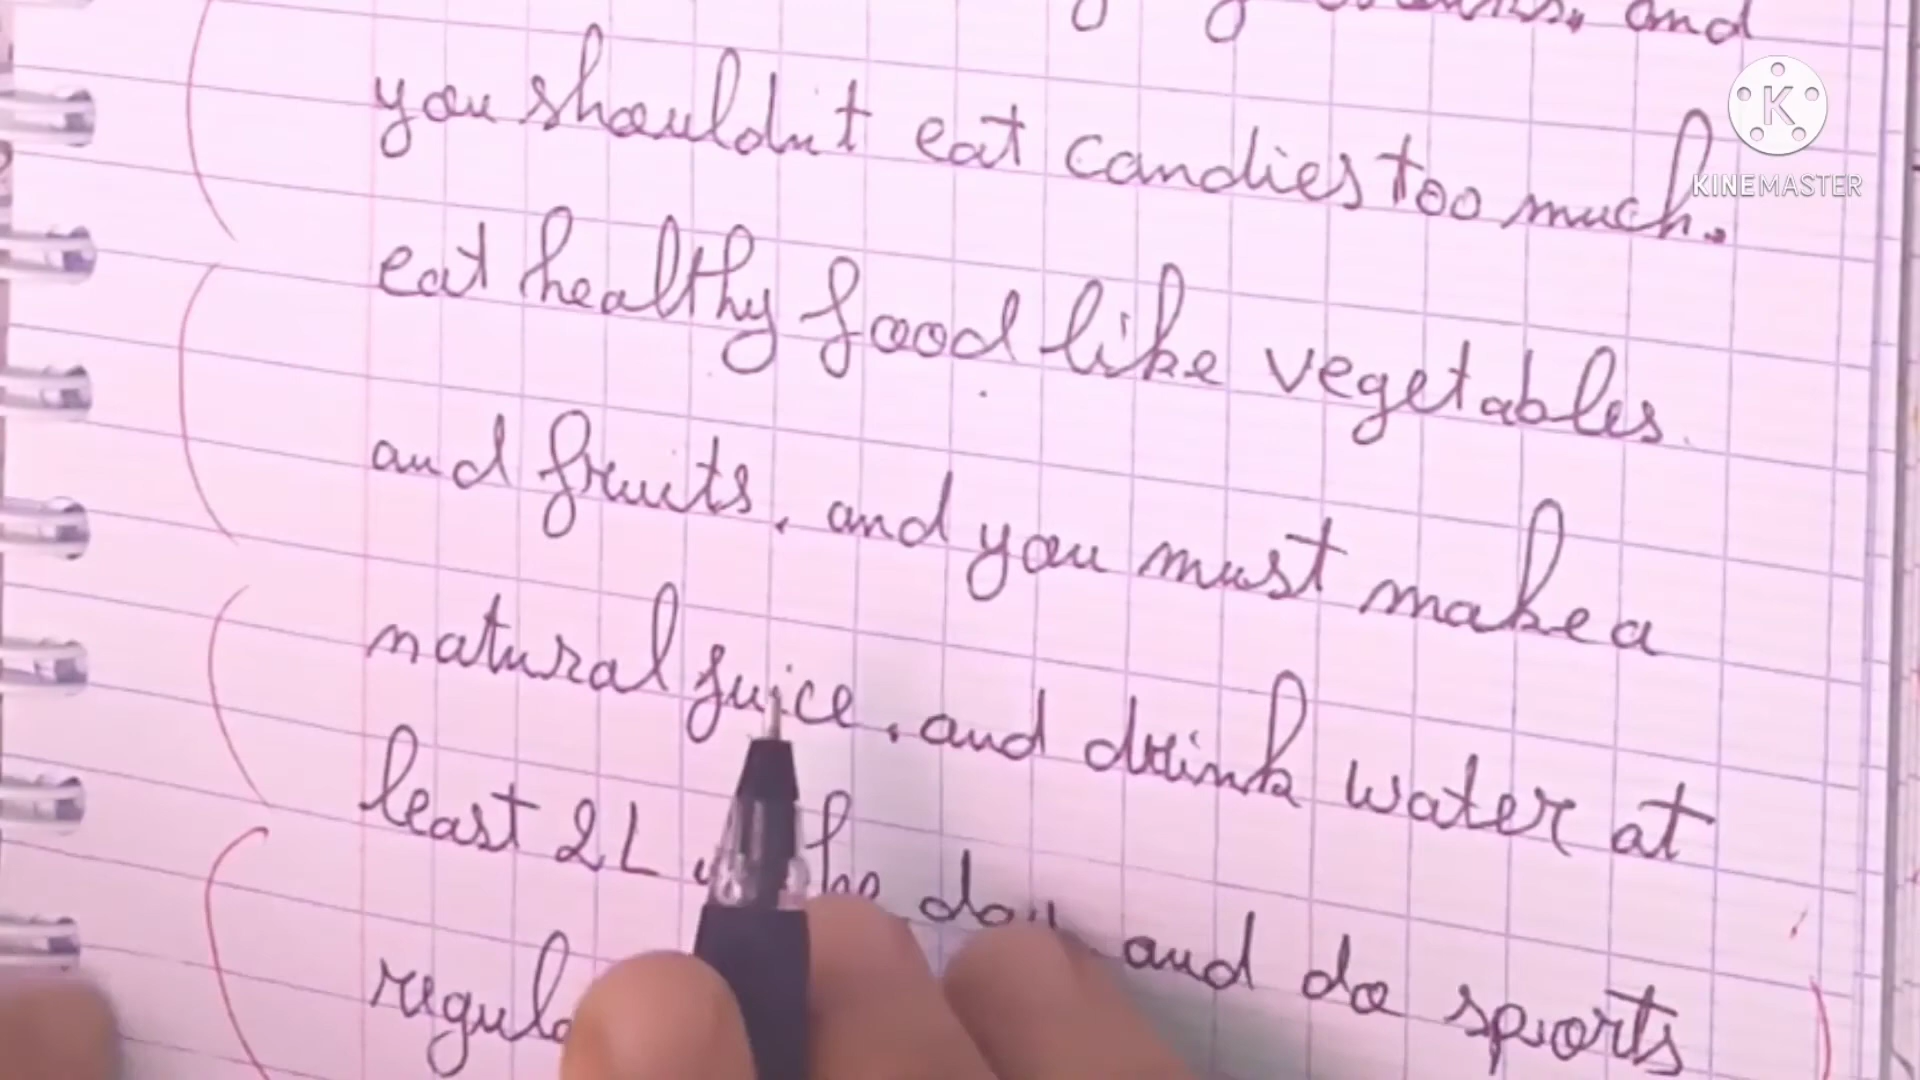 and
you shouldn't eat candies too much.
eat healthy food like vegetables
and fruits, and you must make a
natural juice, and drink water at
least 2L and do sports
KINEMASTER